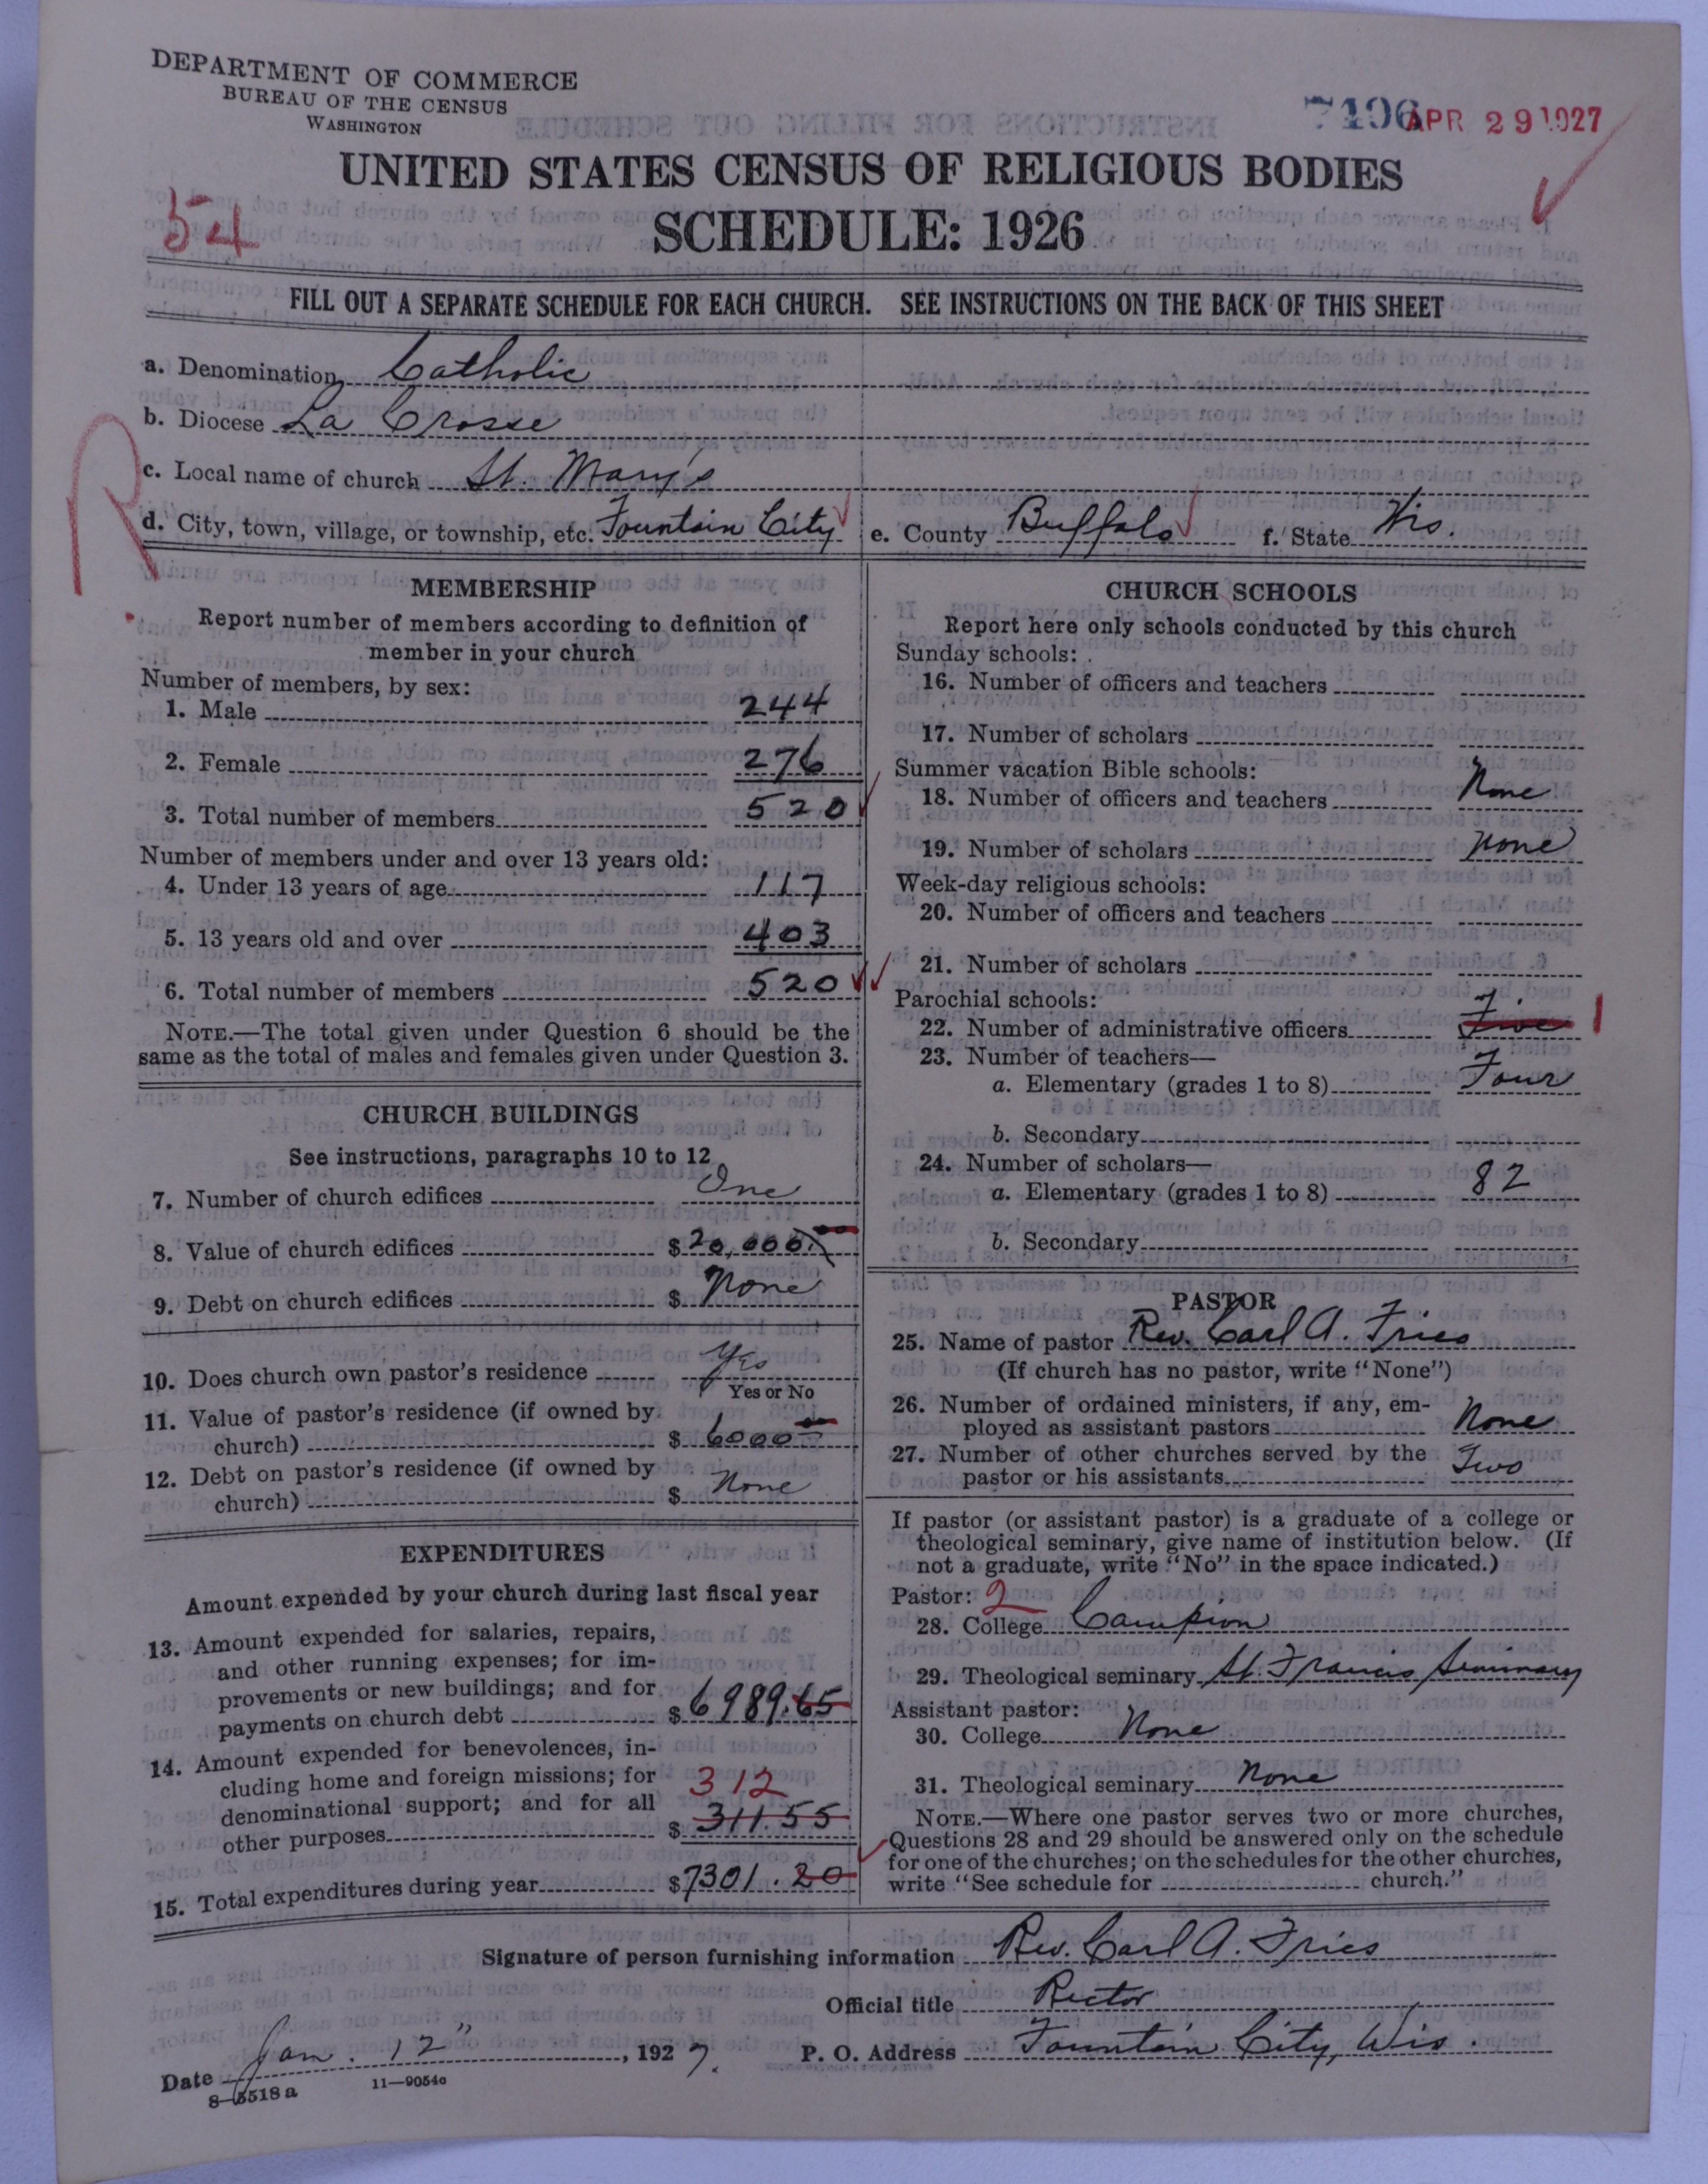 DEPARTMENT OF COMMERCE
BUREAU OF THE CENSUS
WASHINGTON
7496 APR 29 1927
UNITED STATES CENSUS OF RELIGIOUS BODIES
54
SCHEDULE: 1926
FILL OUT A SEPARATE SCHEDULE FOR EACH CHURCH. SEE INSTRUCTIONS ON THE BACK OF THIS SHEET
a. Denomination Catholic
b. Diocese La Crosse
R
c. Local name of church St. Mary's
d. City, town, village, or township, etc. Fountain City e. County Buffalo f. State Wis.
MEMBERSHIP
Report number of members according to definition of
member in your church
Number of members, by sex:
1. Male 244
2. Female 276
3. Total number of members 520
Number of members under and over 13 years old:
4. Under 13 years of age 117
5. 13 years old and over 403
6. Total number of members 520
NOTE.—The total given under Question 6 should be the
same as the total of males and females given under Question 3.
CHURCH BUILDINGS
See instructions, paragraphs 10 to 12
7. Number of church edifices One
8. Value of church edifices $20,000.
9. Debt on church edifices $ None
10. Does church own pastor's residence Yes
Yes or No
11. Value of pastor's residence (if owned by
church) $ 6000
12. Debt on pastor's residence (if owned by
church) $ None
EXPENDITURES
Amount expended by your church during last fiscal year
13. Amount expended for salaries, repairs,
and other running expenses; for im-
provements or new buildings; and for
payments on church debt $6989.65
14. Amount expended for benevolences, in-
cluding home and foreign missions; for
denominational support; and for all
312
other purposes $ 311.55
15. Total expenditures during year $7301.20
CHURCH SCHOOLS
Report here only schools conducted by this church
Sunday schools:
16. Number of officers and teachers
17. Number of scholars
Summer vacation Bible schools:
18. Number of officers and teachers None
19. Number of scholars None
Week-day religious schools:
20. Number of officers and teachers
21. Number of scholars
Parochial schools:
22. Number of administrative officers Five 1
23. Number of teachers—
a. Elementary (grades 1 to 8) Four
b. Secondary
24. Number of scholars—
a. Elementary (grades 1 to 8) 82
b. Secondary
PASTOR
25. Name of pastor Rev. Carl A. Fries
(If church has no pastor, write "None")
26. Number of ordained ministers, if any, em-
ployed as assistant pastors None
27. Number of other churches served by the
pastor or his assistants Two
If pastor (or assistant pastor) is a graduate of a college or
theological seminary, give name of institution below. (If
not a graduate, write "No" in the space indicated.)
Pastor: 2
28. College Campion
29. Theological seminary St. Francis Seminary
Assistant pastor:
30. College None
31. Theological seminary None
NOTE.—Where one pastor serves two or more churches,
Questions 28 and 29 should be answered only on the schedule
for one of the churches; on the schedules for the other churches,
write "See schedule for church."
Signature of person furnishing information Rev. Carl A. Fries
Official title Rector
Date Jan. 12", 1927. P. O. Address Fountain City, Wis.
8—5518 a 11—9054c